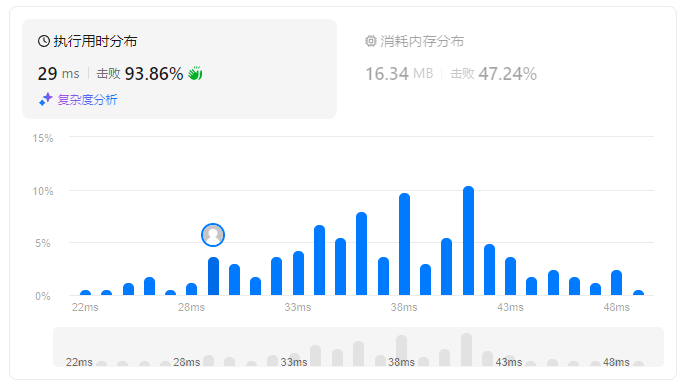 执行用时分布
29 ms 击败 93.86%
复杂度分析
消耗内存分布
16.34 MB 击败 47.24%
15%
10%
5%
0%
22ms 28ms 33ms 38ms 43ms 48ms
22ms 28ms 33ms 38ms 43ms 48ms